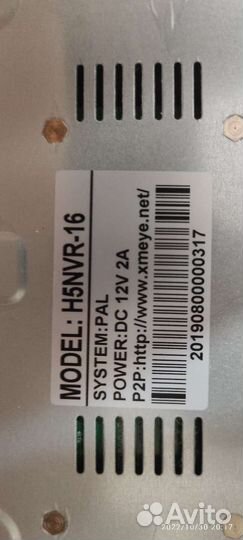 MODEL: H5NVR-16
SYSTEM:PAL
POWER:DC 12V 2A
P2P:http://www.xmeye.net/
20190800000317
Avito
2022/10/30 20:17